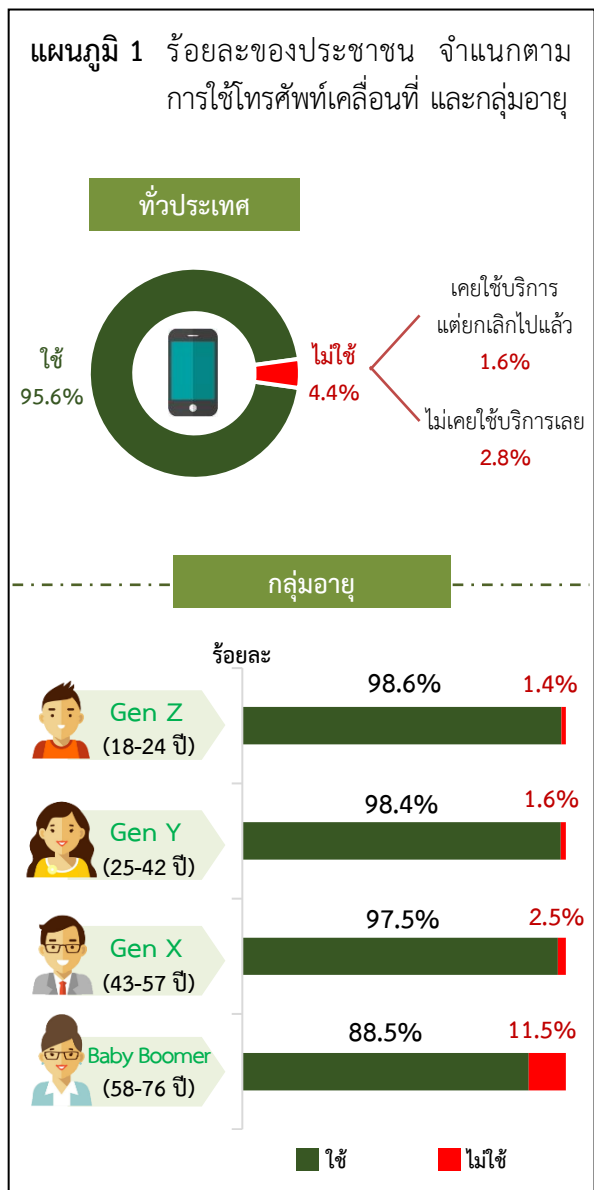 แผนภูมิ 1 ร้อยละของประชาชน จำแนกตาม
การใช้โทรศัพท์เคลื่อนที่ และกลุ่มอายุ
ทั่วประเทศ
ใช้
95.6%
ไม่ใช้
4.4%
เคยใช้บริการ
แต่ยกเลิกไปแล้ว
1.6%
ไม่เคยใช้บริการเลย
2.8%
กลุ่มอายุ
ร้อยละ
Gen Z
(18-24 ปี)
98.6% 1.4%
Gen Y
(25-42 ปี)
98.4% 1.6%
Gen X
(43-57 ปี)
97.5% 2.5%
Baby Boomer
(58-76 ปี)
88.5% 11.5%
ใช้ ไม่ใช้